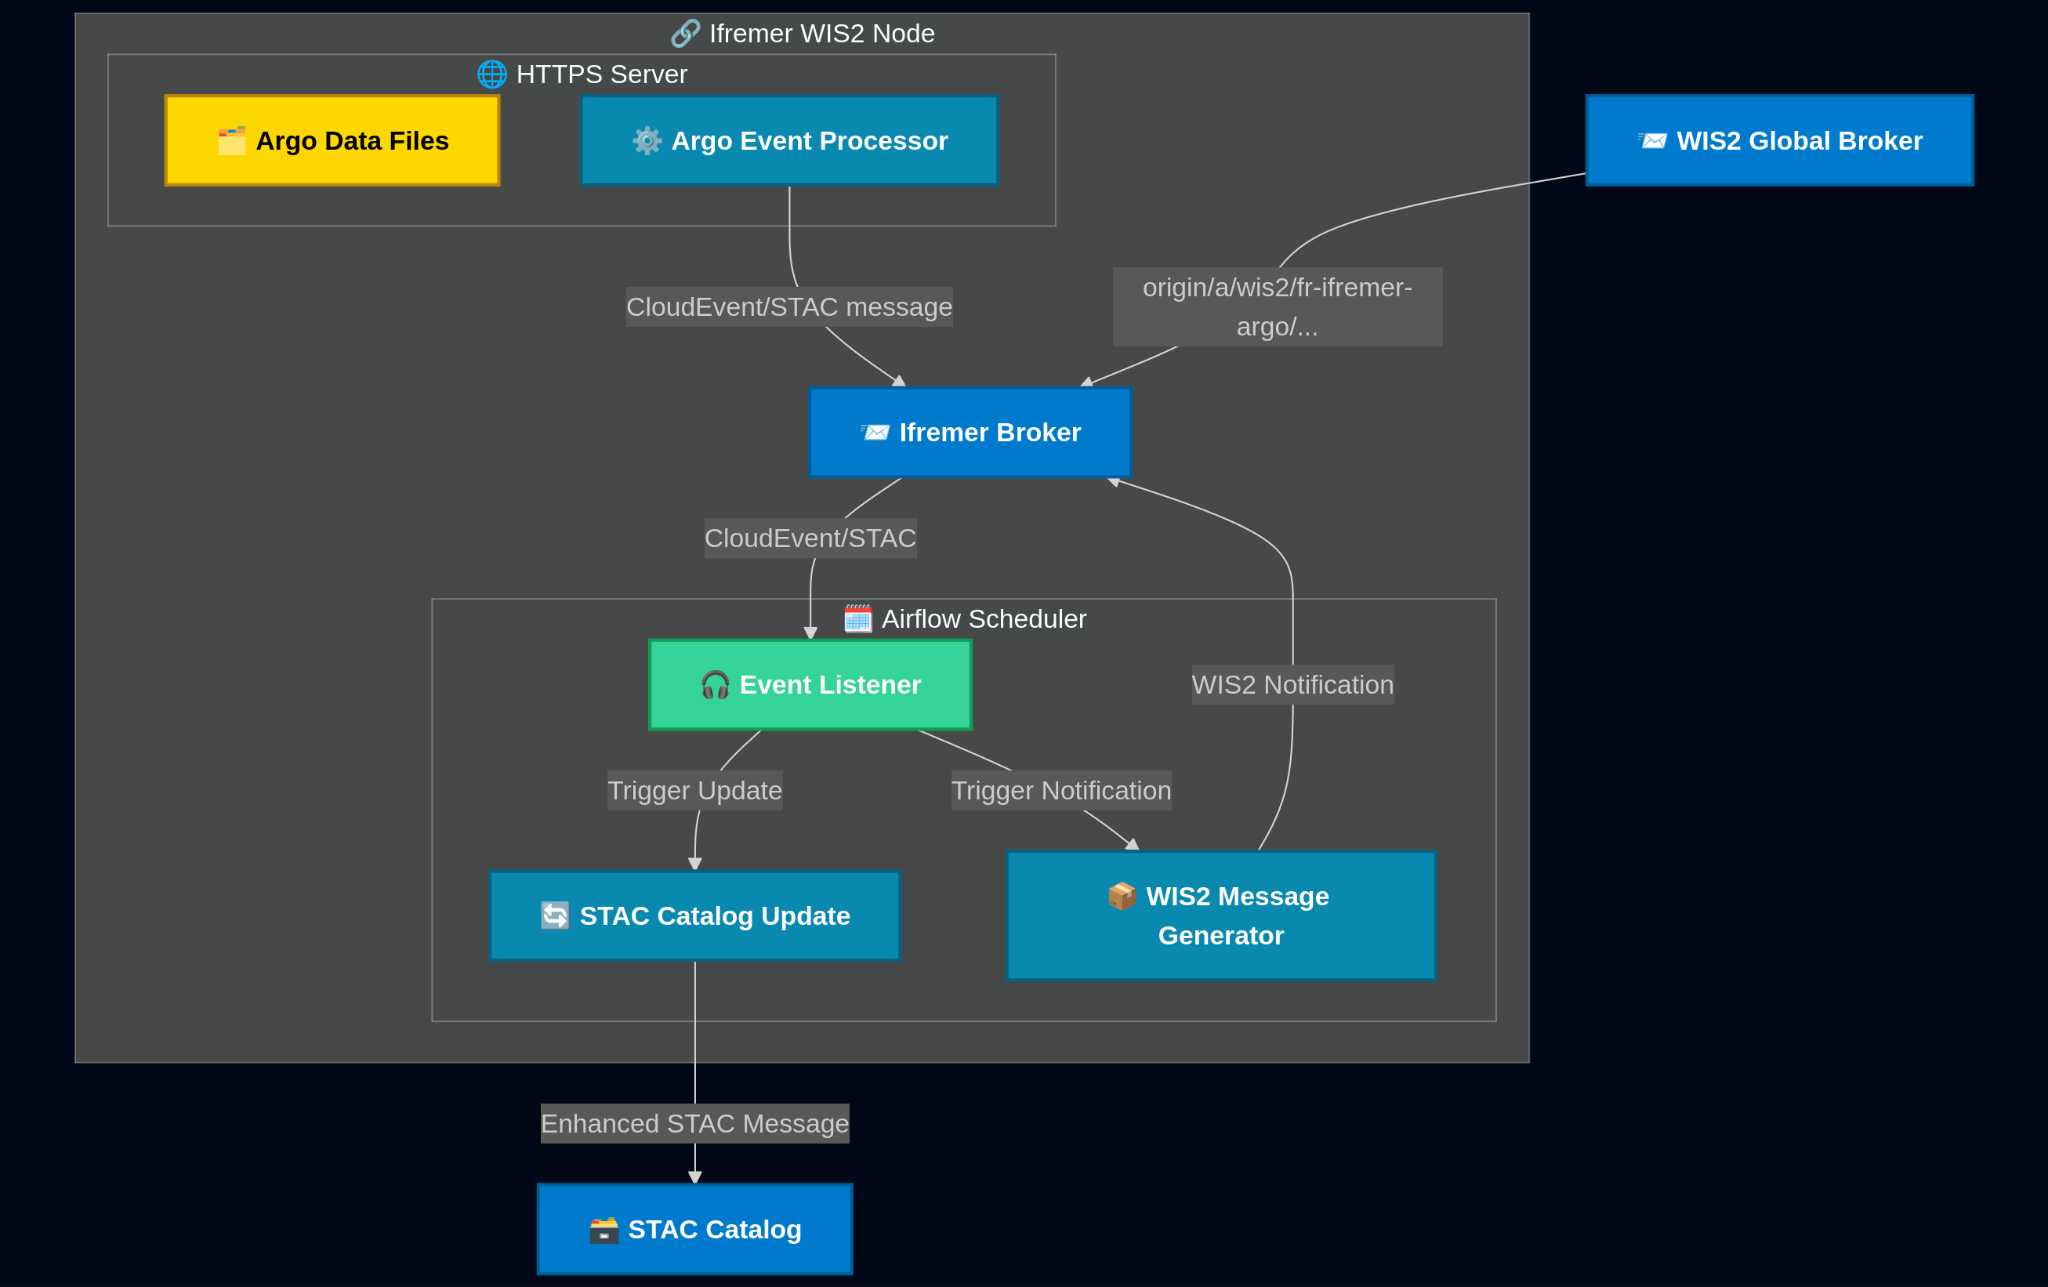 Ifremer WIS2 Node
HTTPS Server
Argo Data Files
Argo Event Processor
WIS2 Global Broker
CloudEvent/STAC message
origin/a/wis2/fr-ifremer-
argo/...
Ifremer Broker
CloudEvent/STAC
Airflow Scheduler
Event Listener
WIS2 Notification
Trigger Update
Trigger Notification
STAC Catalog Update
WIS2 Message
Generator
Enhanced STAC Message
STAC Catalog